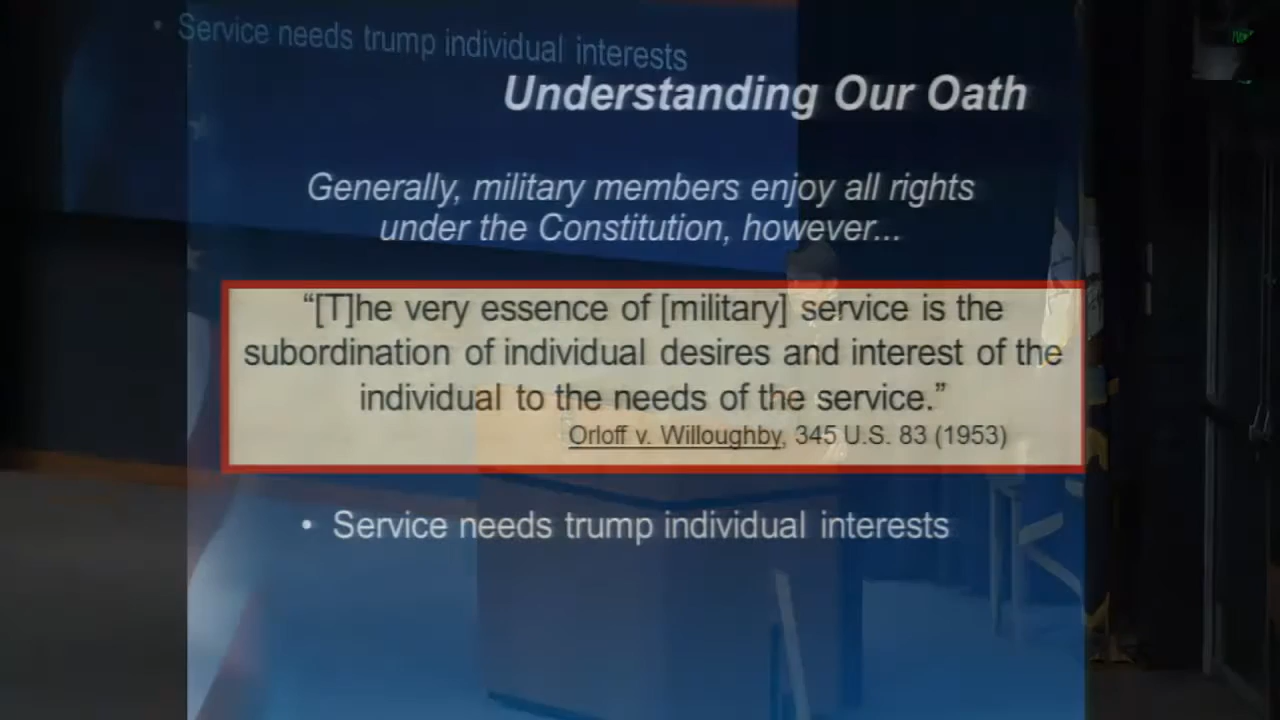 • Service needs trump individual interests
Understanding Our Oath
Generally, military members enjoy all rights
under the Constitution, however...
“[T]he very essence of [military] service is the
subordination of individual desires and interest of the
individual to the needs of the service.”
Orloff v. Willoughby, 345 U.S. 83 (1953)
• Service needs trump individual interests